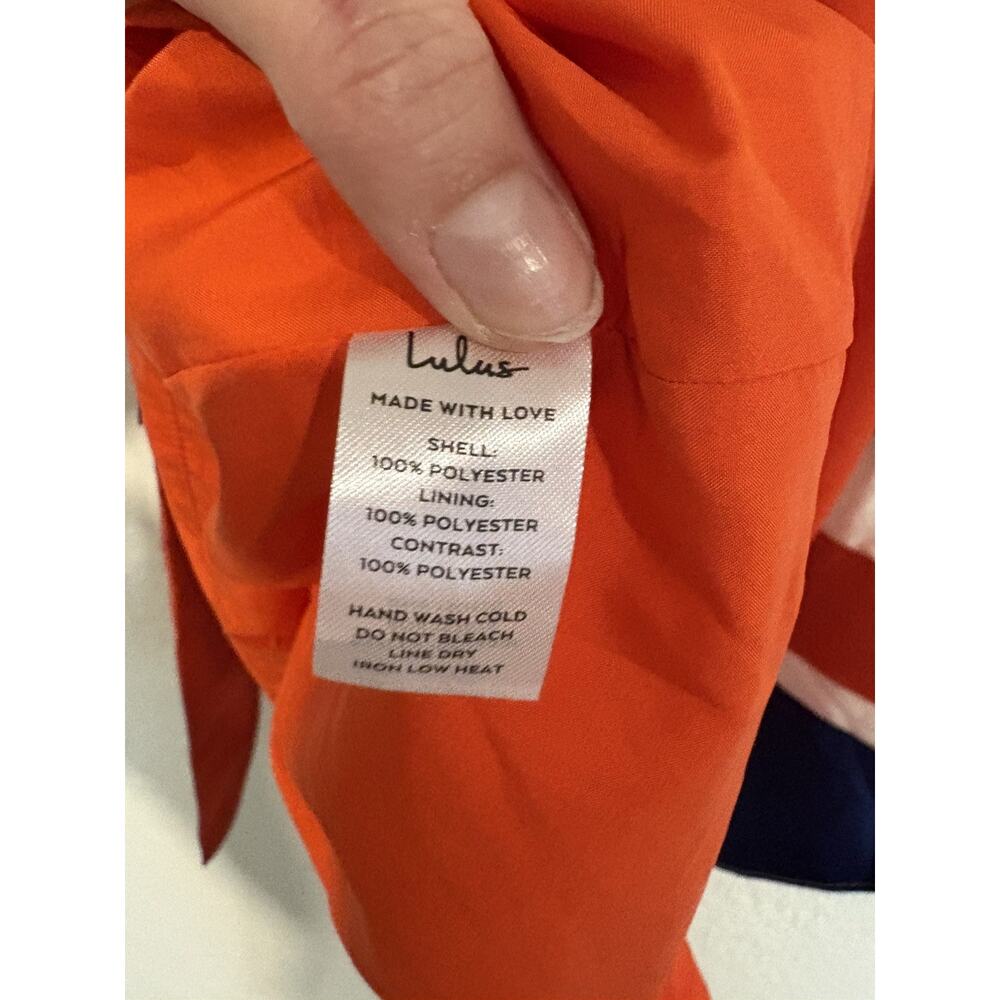 Lulus
MADE WITH LOVE
SHELL:
100% POLYESTER
LINING:
100% POLYESTER
CONTRAST:
100% POLYESTER
HAND WASH COLD
DO NOT BLEACH
LINE DRY
IRON LOW HEAT